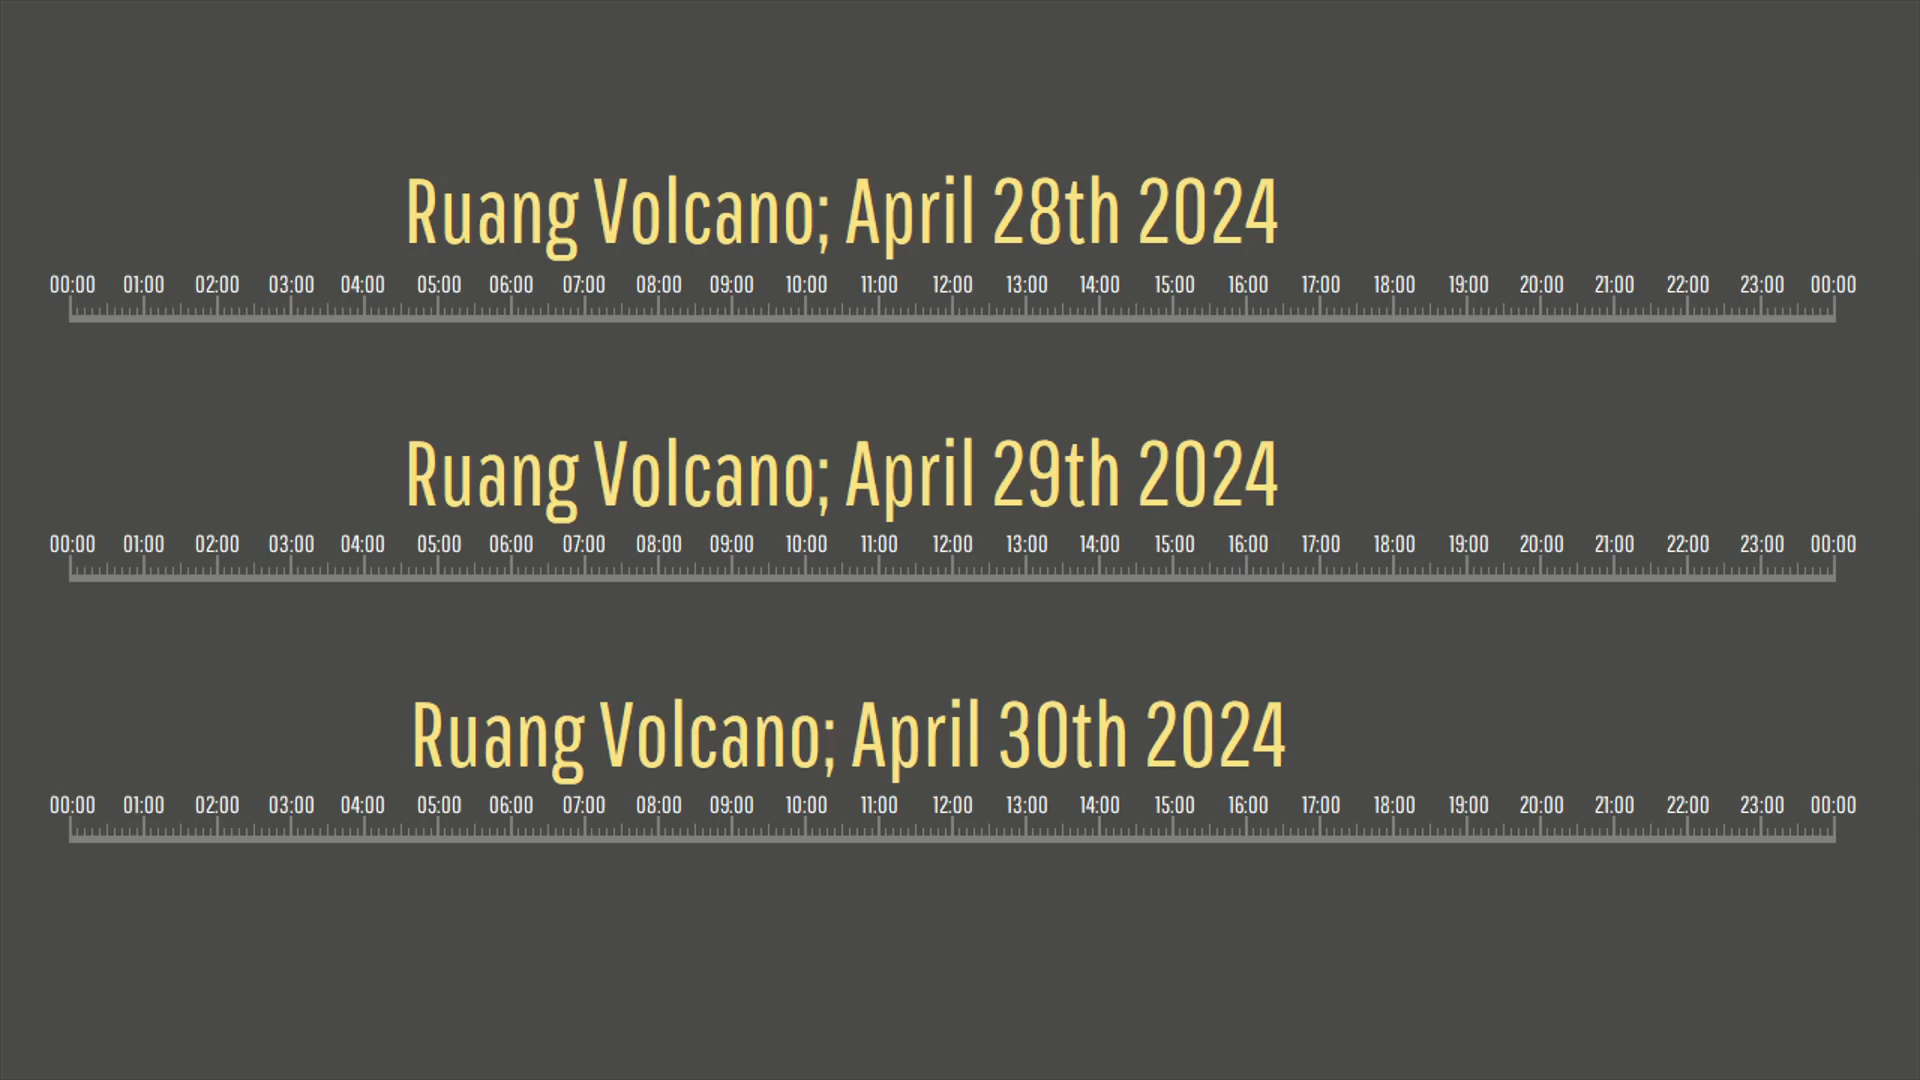 Ruang Volcano; April 28th 2024
00:00 01:00 02:00 03:00 04:00 05:00 06:00 07:00 08:00 09:00 10:00 11:00 12:00 13:00 14:00 15:00 16:00 17:00 18:00 19:00 20:00 21:00 22:00 23:00 00:00
Ruang Volcano; April 29th 2024
00:00 01:00 02:00 03:00 04:00 05:00 06:00 07:00 08:00 09:00 10:00 11:00 12:00 13:00 14:00 15:00 16:00 17:00 18:00 19:00 20:00 21:00 22:00 23:00 00:00
Ruang Volcano; April 30th 2024
00:00 01:00 02:00 03:00 04:00 05:00 06:00 07:00 08:00 09:00 10:00 11:00 12:00 13:00 14:00 15:00 16:00 17:00 18:00 19:00 20:00 21:00 22:00 23:00 00:00